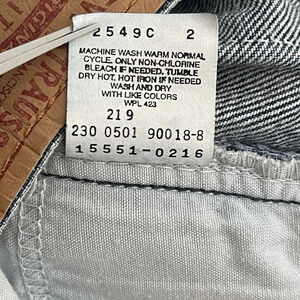 2549C 2
MACHINE WASH WARM NORMAL
CYCLE. ONLY NON-CHLORINE
BLEACH IF NEEDED. TUMBLE
DRY HOT, HOT IRON IF NEEDED
WASH AND DRY
WITH LIKE COLORS
WPL 423
219
230 0501 90018-8
15551-0216